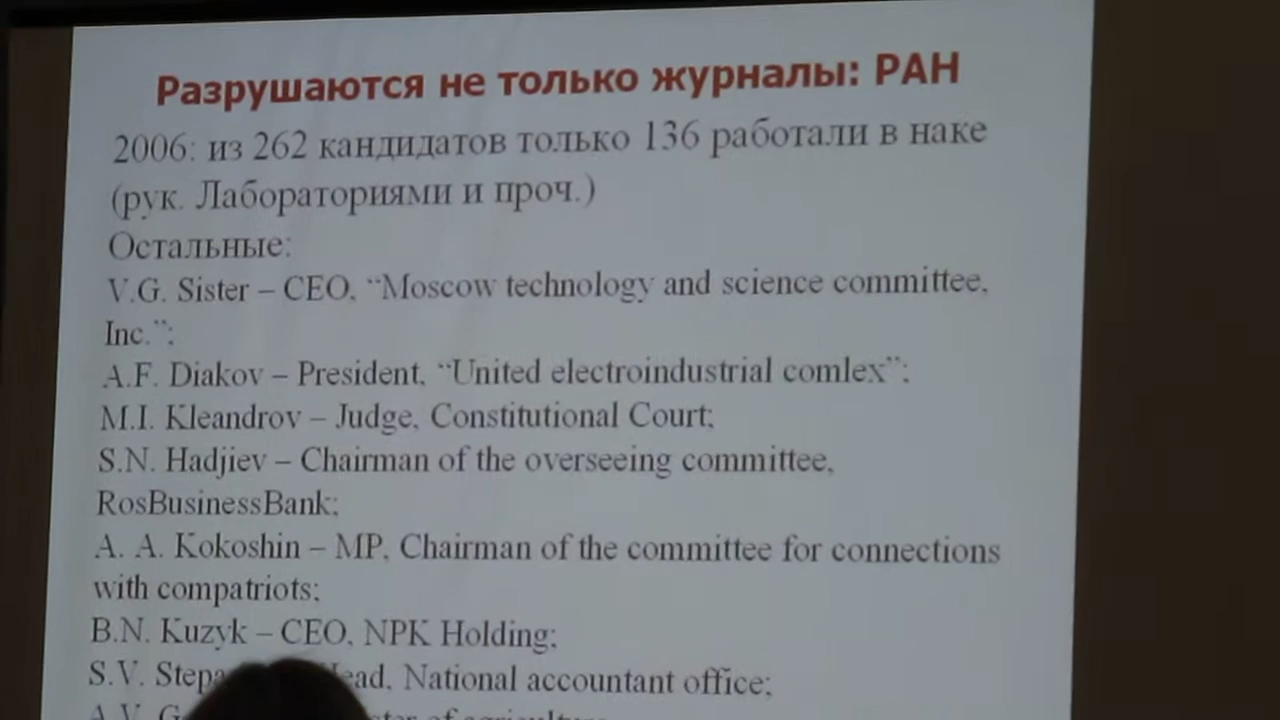 Разрушаются не только журналы: РАН
2006: из 262 кандидатов только 136 работали в наке
(рук. Лабораториями и проч.)
Остальные:
V.G. Sister – CEO, “Moscow technology and science committee,
Inc.”;
A.F. Diakov – President, “United electroindustrial comlex”;
M.I. Kleandrov – Judge, Constitutional Court;
S.N. Hadjiev – Chairman of the overseeing committee,
RosBusinessBank;
A. A. Kokoshin – MP, Chairman of the committee for connections
with compatriots;
B.N. Kuzyk – CEO, NPK Holding;
S.V. National accountant office;
A.V. of